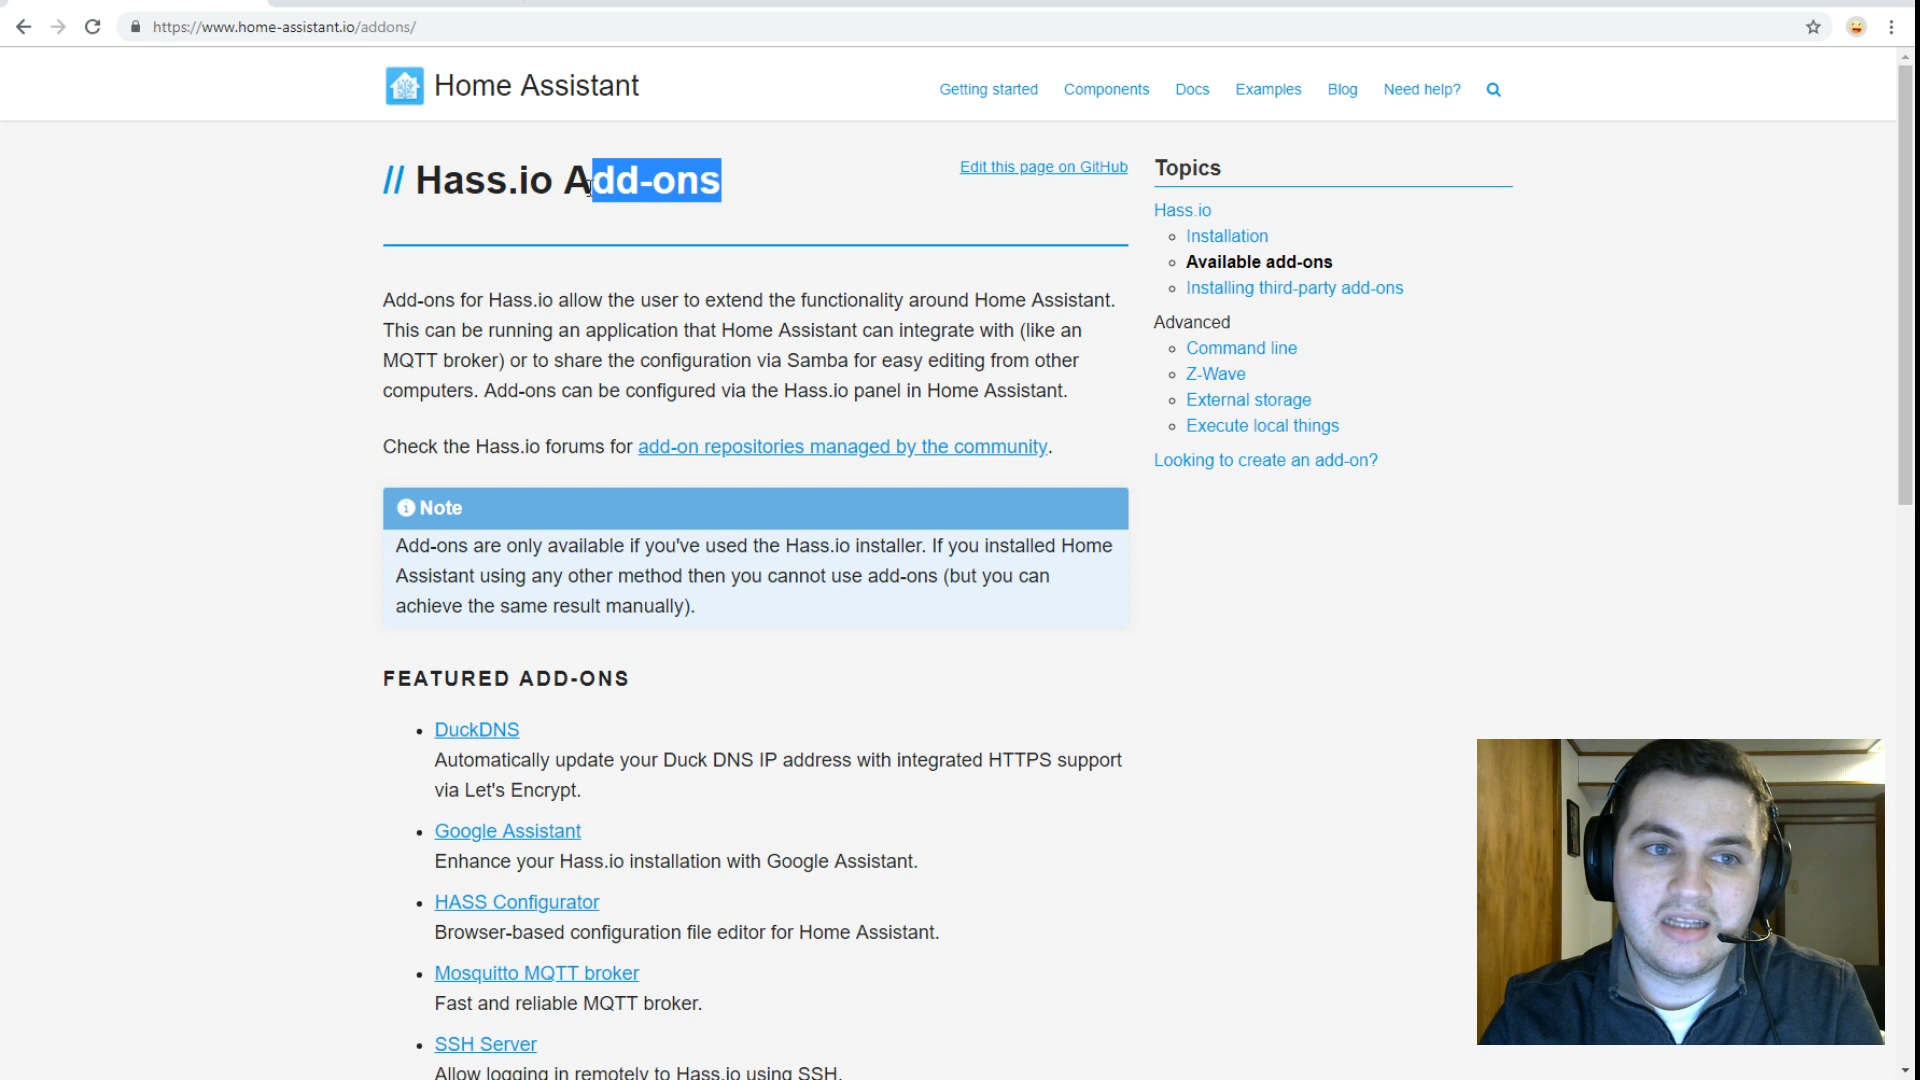 https://www.home-assistant.io/addons/
Home Assistant
Getting started
Components
Docs
Examples
Blog
Need help?
// Hass.io Add-ons
Edit this page on GitHub
Add-ons for Hass.io allow the user to extend the functionality around Home Assistant.
This can be running an application that Home Assistant can integrate with (like an
MQTT broker) or to share the configuration via Samba for easy editing from other
computers. Add-ons can be configured via the Hass.io panel in Home Assistant.
Check the Hass.io forums for add-on repositories managed by the community.
Note
Add-ons are only available if you've used the Hass.io installer. If you installed Home
Assistant using any other method then you cannot use add-ons (but you can
achieve the same result manually).
FEATURED ADD-ONS
DuckDNS
Automatically update your Duck DNS IP address with integrated HTTPS support
via Let's Encrypt.
Google Assistant
Enhance your Hass.io installation with Google Assistant.
HASS Configurator
Browser-based configuration file editor for Home Assistant.
Mosquitto MQTT broker
Fast and reliable MQTT broker.
SSH Server
Allow logging in remotely to Hass.io using SSH.
Topics
Hass.io
Installation
Available add-ons
Installing third-party add-ons
Advanced
Command line
Z-Wave
External storage
Execute local things
Looking to create an add-on?